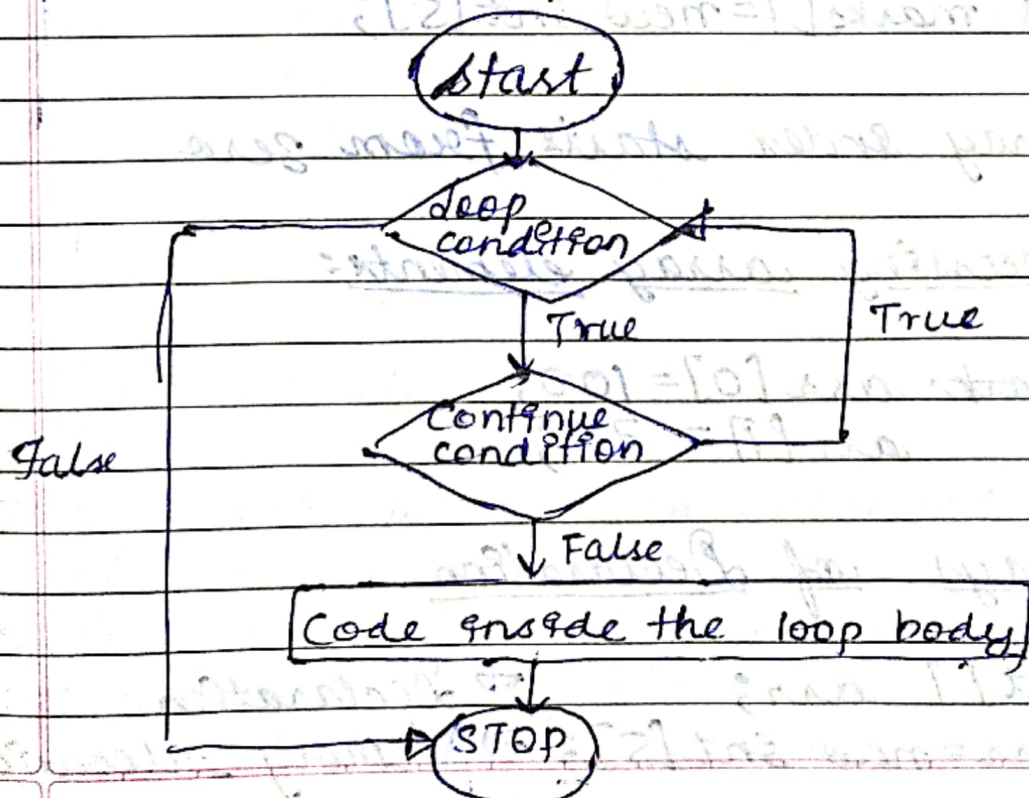 Start
Loop
condition
True
True
Continue
condition
False
False
Code inside the loop body
STOP